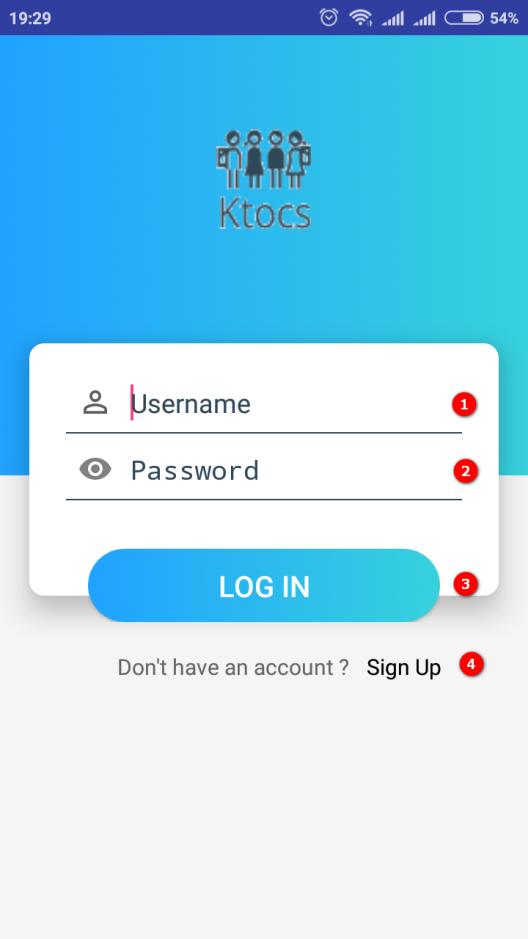 19:29 54%
Ktocs
Username 1
Password 2
LOG IN 3
Don't have an account ? Sign Up 4